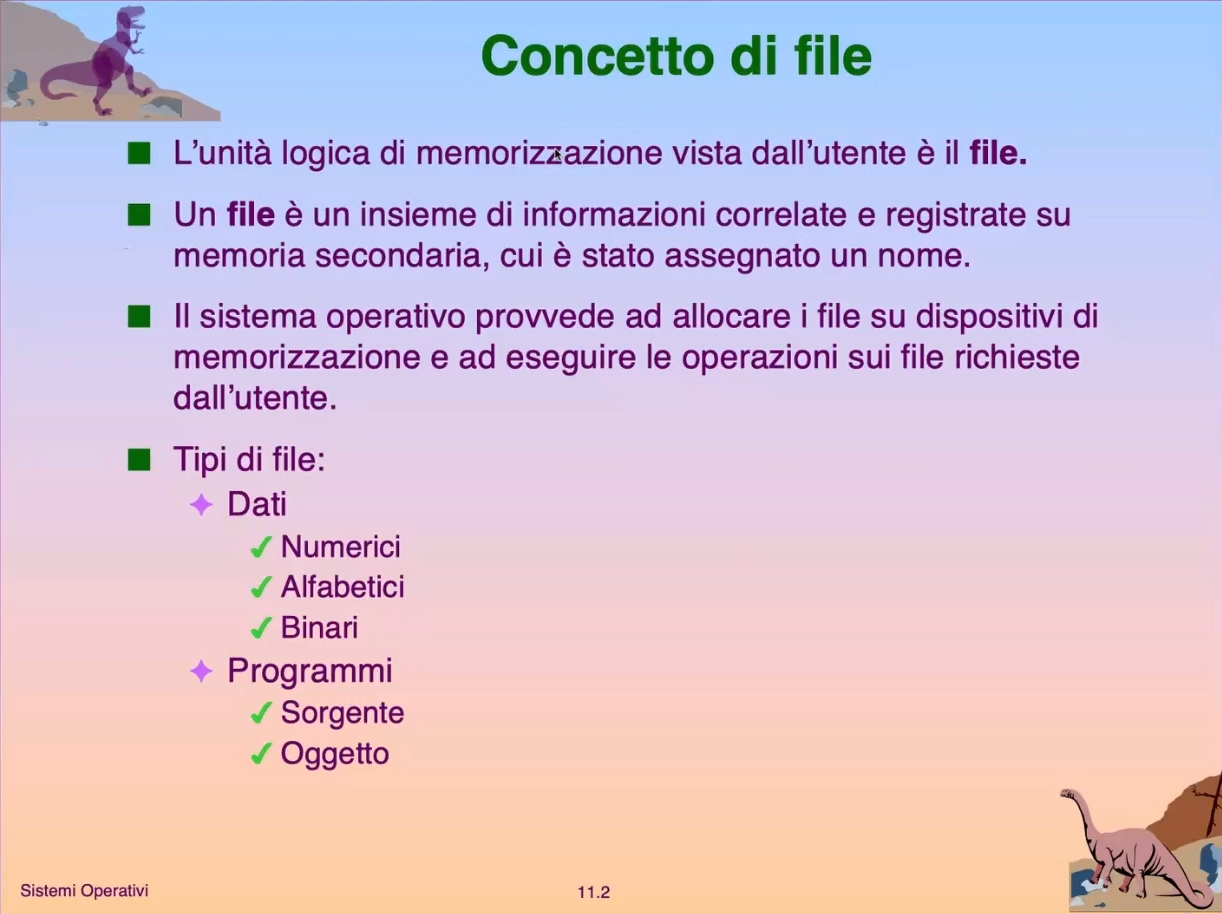 Concetto di file
L'unità logica di memorizzazione vista dall'utente è il file.
Un file è un insieme di informazioni correlate e registrate su
memoria secondaria, cui è stato assegnato un nome.
Il sistema operativo provvede ad allocare i file su dispositivi di
memorizzazione e ad eseguire le operazioni sui file richieste
dall'utente.
Tipi di file:
Dati
Numerici
Alfabetici
Binari
Programmi
Sorgente
Oggetto
Sistemi Operativi
11.2